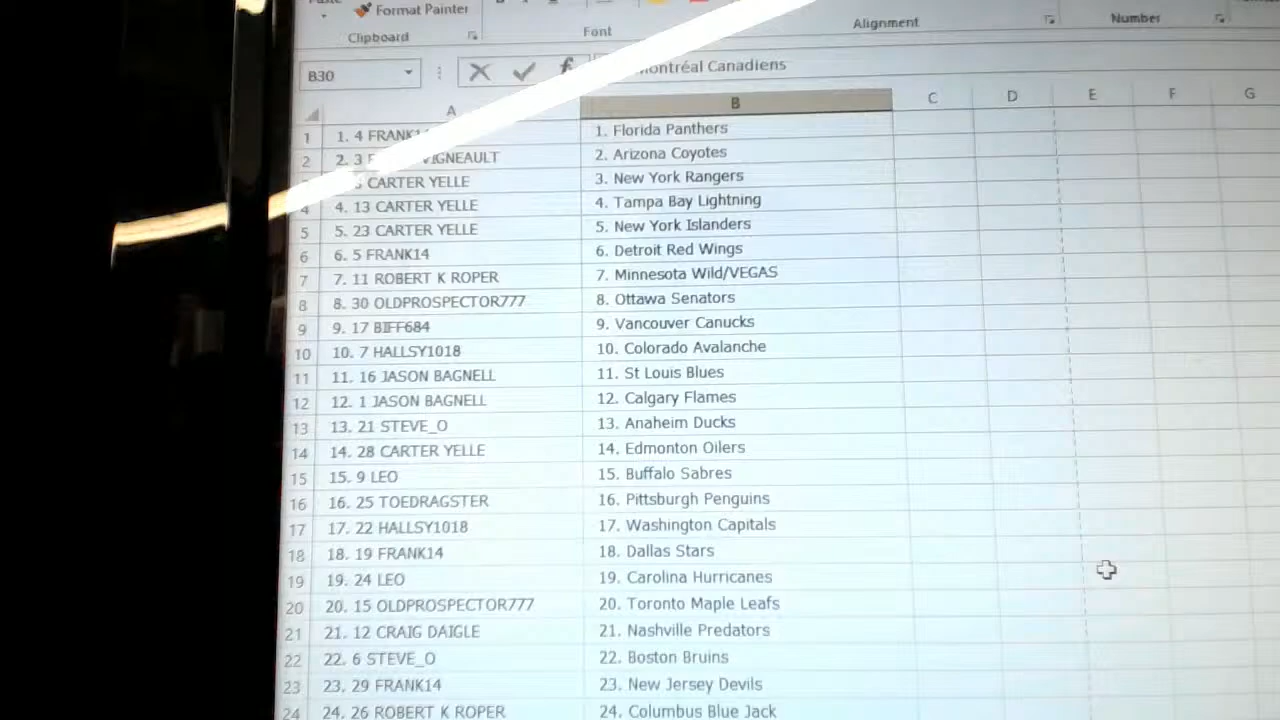 Format Painter
Clipboard
Font
Alignment
Number
B30
Montréal Canadiens
A B C D E F G
1 1. 4 FRANK 1. Florida Panthers
2 2. 3 VIGNEAULT 2. Arizona Coyotes
CARTER YELLE 3. New York Rangers
4 4. 13 CARTER YELLE 4. Tampa Bay Lightning
5 5. 23 CARTER YELLE 5. New York Islanders
6 6. 5 FRANK14 6. Detroit Red Wings
7 7. 11 ROBERT K ROPER 7. Minnesota Wild/VEGAS
8 8. 30 OLDPROSPECTOR777 8. Ottawa Senators
9 9. 17 BIFF684 9. Vancouver Canucks
10 10. 7 HALLSY1018 10. Colorado Avalanche
11 11. 16 JASON BAGNELL 11. St Louis Blues
12 12. 1 JASON BAGNELL 12. Calgary Flames
13 13. 21 STEVE_O 13. Anaheim Ducks
14 14. 28 CARTER YELLE 14. Edmonton Oilers
15 15. 9 LEO 15. Buffalo Sabres
16 16. 25 TOEDRAGSTER 16. Pittsburgh Penguins
17 17. 22 HALLSY1018 17. Washington Capitals
18 18. 19 FRANK14 18. Dallas Stars
19 19. 24 LEO 19. Carolina Hurricanes
20 20. 15 OLDPROSPECTOR777 20. Toronto Maple Leafs
21 21. 12 CRAIG DAIGLE 21. Nashville Predators
22 22. 6 STEVE_O 22. Boston Bruins
23 23. 29 FRANK14 23. New Jersey Devils
24 24. 26 ROBERT K ROPER 24. Columbus Blue Jack